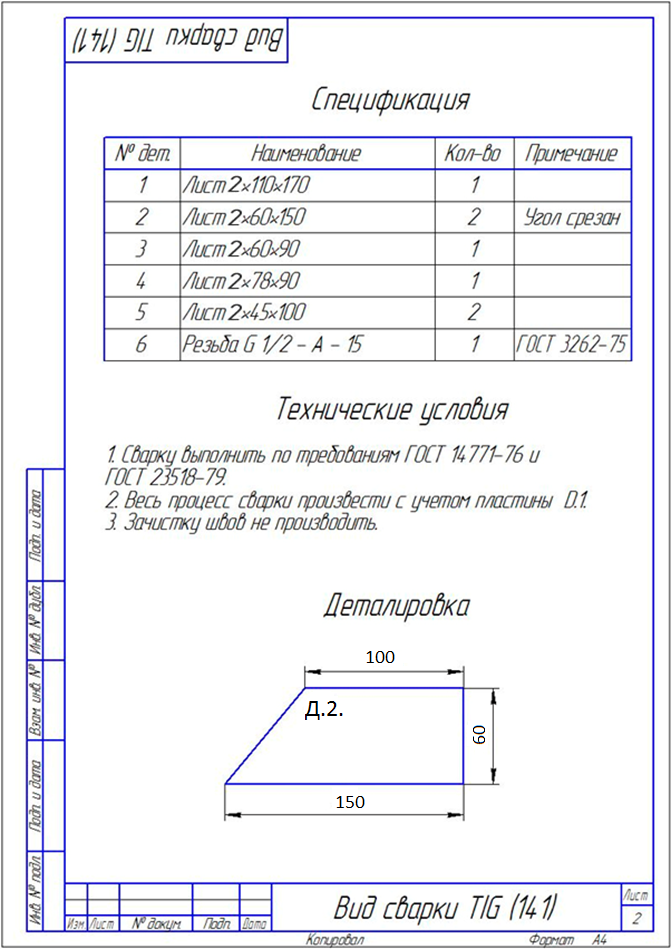 Вид сварки TIG (141)
Спецификация
№ дет. Наименование Кол-во Примечание
1 Лист 2×110×170 1
2 Лист 2×60×150 2 Угол срезан
3 Лист 2×60×90 1
4 Лист 2×78×90 1
5 Лист 2×45×100 2
6 Резьба G 1/2 - А - 15 1 ГОСТ 3262-75
Технические условия
1. Сварку выполнить по требованиям ГОСТ 14771-76 и
ГОСТ 23518-79.
2. Весь процесс сварки произвести с учетом пластины D.1.
3. Зачистку швов не производить.
Деталировка
100
Д.2.
60
150
Подп. и дата
Инв. № дубл.
Взам. инв. №
Подп. и дата
Инв. № подл.
Изм. Лист № докум. Подп. Дата
Вид сварки TIG (141)
Лист
2
Копировал Формат А4